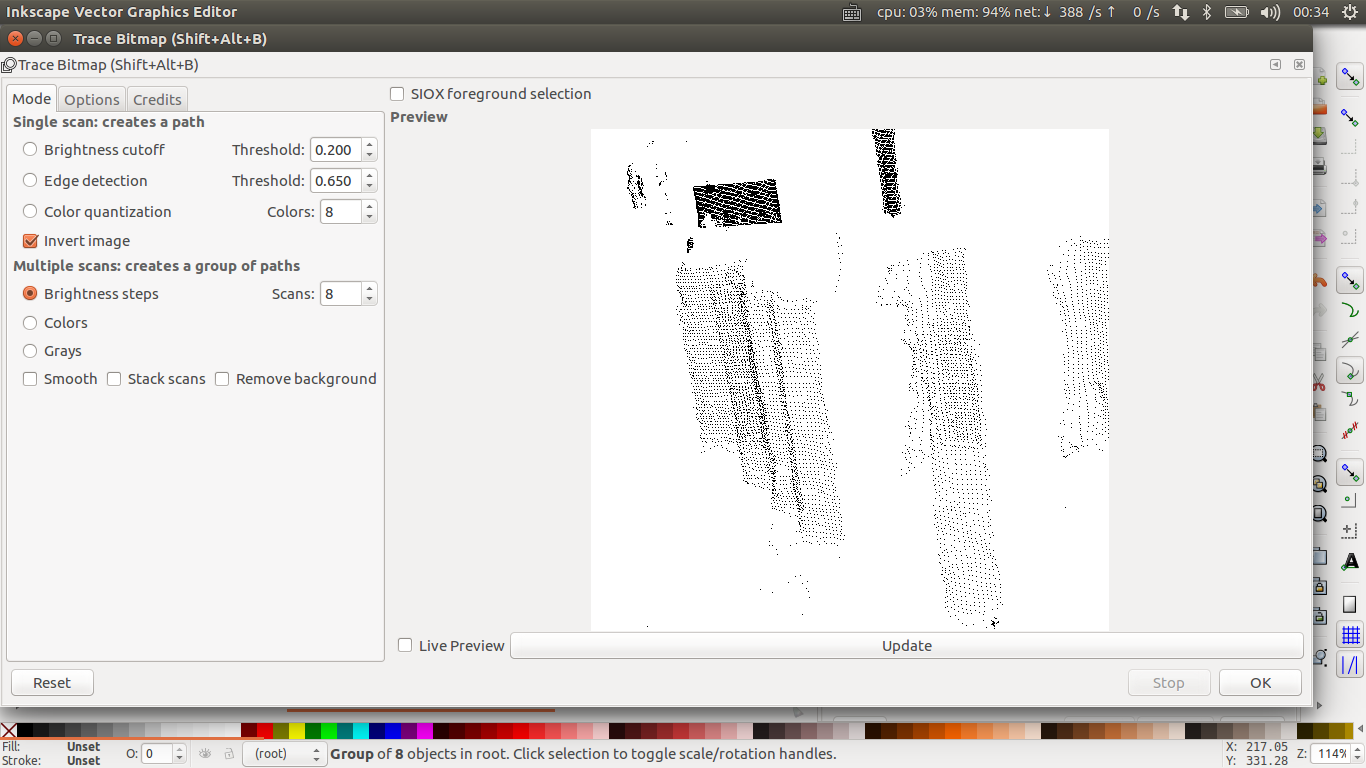 Inkscape Vector Graphics Editor
cpu: 03% mem: 94% net:↓ 388 /s ↑ 0 /s 00:34
Trace Bitmap (Shift+Alt+B)
Trace Bitmap (Shift+Alt+B)
Mode Options Credits
SIOX foreground selection
Preview
Single scan: creates a path
Brightness cutoff Threshold: 0.200
Edge detection Threshold: 0.650
Color quantization Colors: 8
Invert image
Multiple scans: creates a group of paths
Brightness steps Scans: 8
Colors
Grays
Smooth Stack scans Remove background
Live Preview Update
Reset Stop OK
Fill: Unset
Stroke: Unset
O: 0 (root) Group of 8 objects in root. Click selection to toggle scale/rotation handles.
X: 217.05
Y: 331.28
Z: 114%